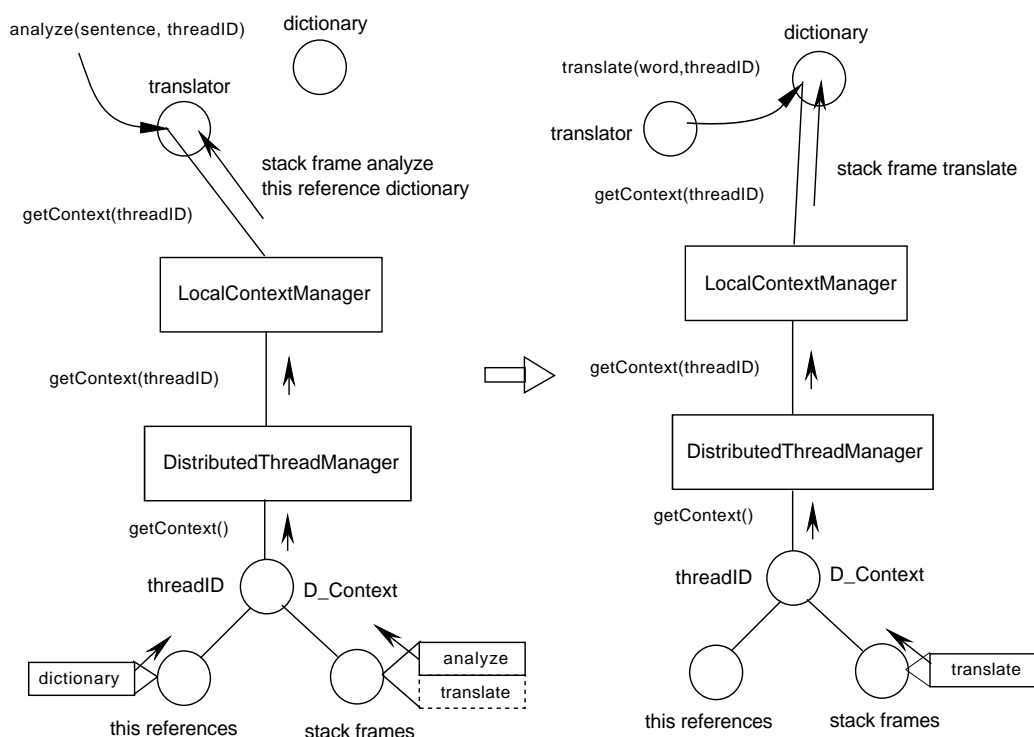 analyze(sentence, threadID)
dictionary
translator
stack frame analyze
this reference dictionary
getContext(threadID)
LocalContextManager
getContext(threadID)
DistributedThreadManager
getContext()
threadID
D_Context
dictionary
analyze
translate
this references
stack frames
dictionary
translate(word,threadID)
translator
stack frame translate
getContext(threadID)
LocalContextManager
getContext(threadID)
DistributedThreadManager
getContext()
threadID
D_Context
translate
this references
stack frames